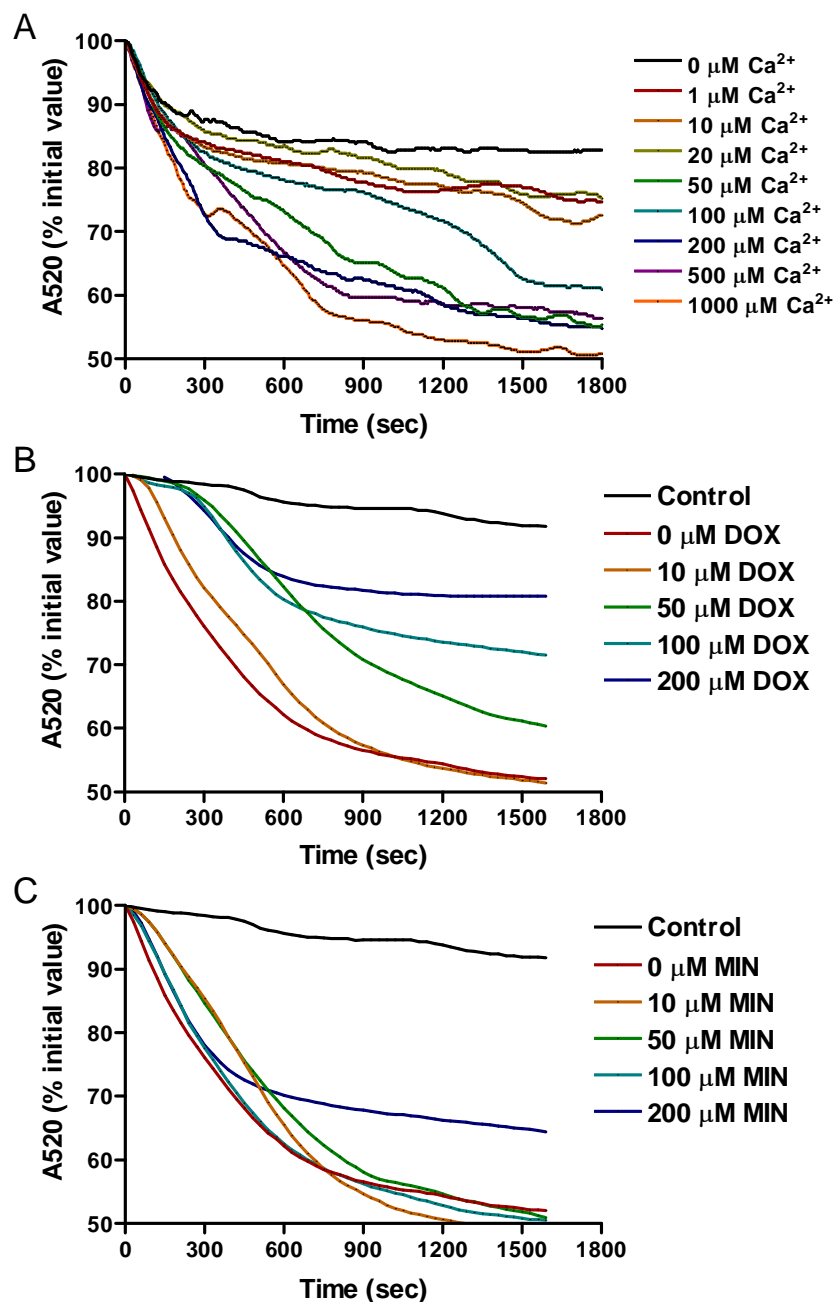 A
A520 (% initial value)
100
90
80
70
60
50
0 300 600 900 1200 1500 1800
Time (sec)
0 μM Ca²⁺
1 μM Ca²⁺
10 μM Ca²⁺
20 μM Ca²⁺
50 μM Ca²⁺
100 μM Ca²⁺
200 μM Ca²⁺
500 μM Ca²⁺
1000 μM Ca²⁺
B
A520 (% initial value)
100
90
80
70
60
50
0 300 600 900 1200 1500 1800
Time (sec)
Control
0 μM DOX
10 μM DOX
50 μM DOX
100 μM DOX
200 μM DOX
C
A520 (% initial value)
100
90
80
70
60
50
0 300 600 900 1200 1500 1800
Time (sec)
Control
0 μM MIN
10 μM MIN
50 μM MIN
100 μM MIN
200 μM MIN